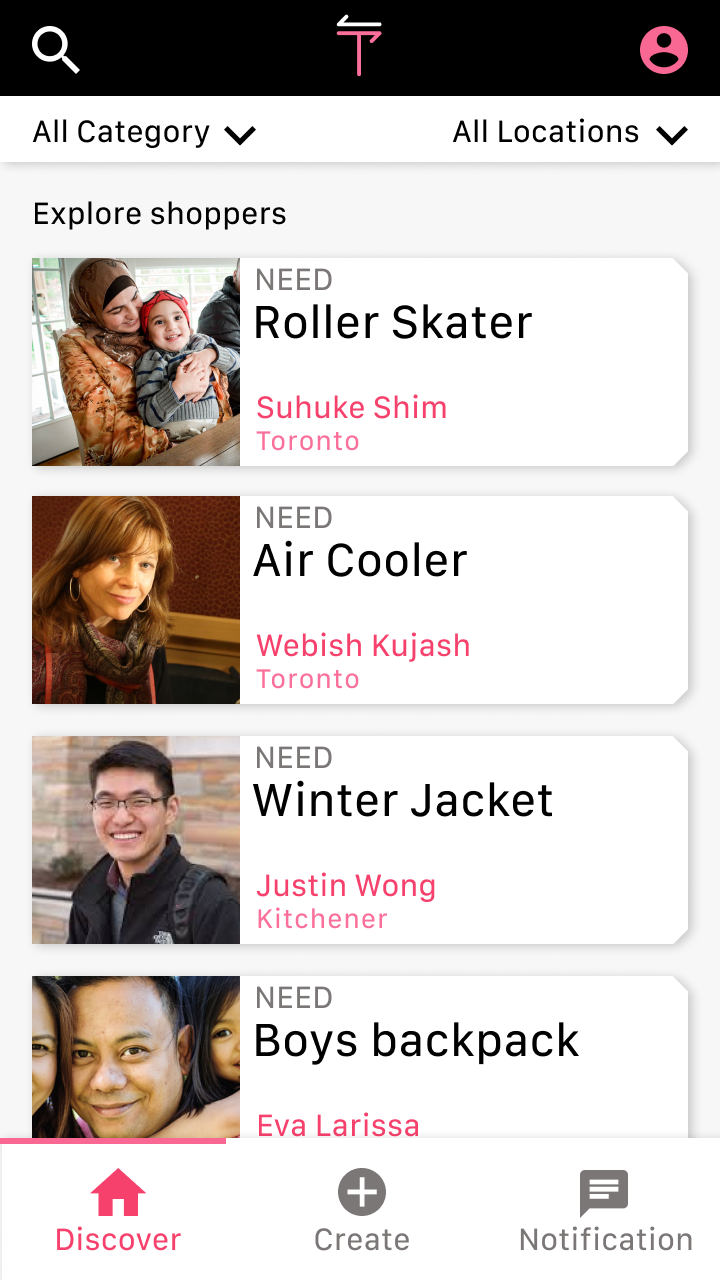 All Category
All Locations
Explore shoppers
NEED
Roller Skater
Suhuke Shim
Toronto
NEED
Air Cooler
Webish Kujash
Toronto
NEED
Winter Jacket
Justin Wong
Kitchener
NEED
Boys backpack
Eva Larissa
Discover
Create
Notification